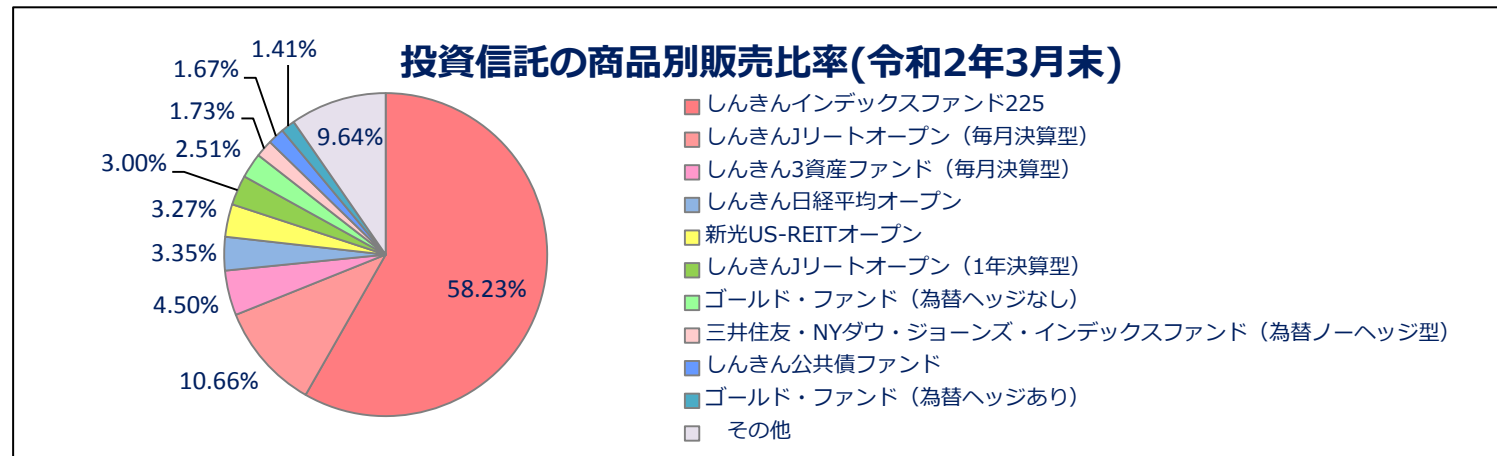 投資信託の商品別販売比率(令和2年3月末)
1.41%
1.67%
1.73%
2.51%
3.00%
3.27%
3.35%
4.50%
10.66%
58.23%
9.64%
しんきんインデックスファンド225
しんきんJリートオープン（毎月決算型）
しんきん3資産ファンド（毎月決算型）
しんきん日経平均オープン
新光US-REITオープン
しんきんJリートオープン（1年決算型）
ゴールド・ファンド（為替ヘッジなし）
三井住友・NYダウ・ジョーンズ・インデックスファンド（為替ノーヘッジ型）
しんきん公共債ファンド
ゴールド・ファンド（為替ヘッジあり）
その他